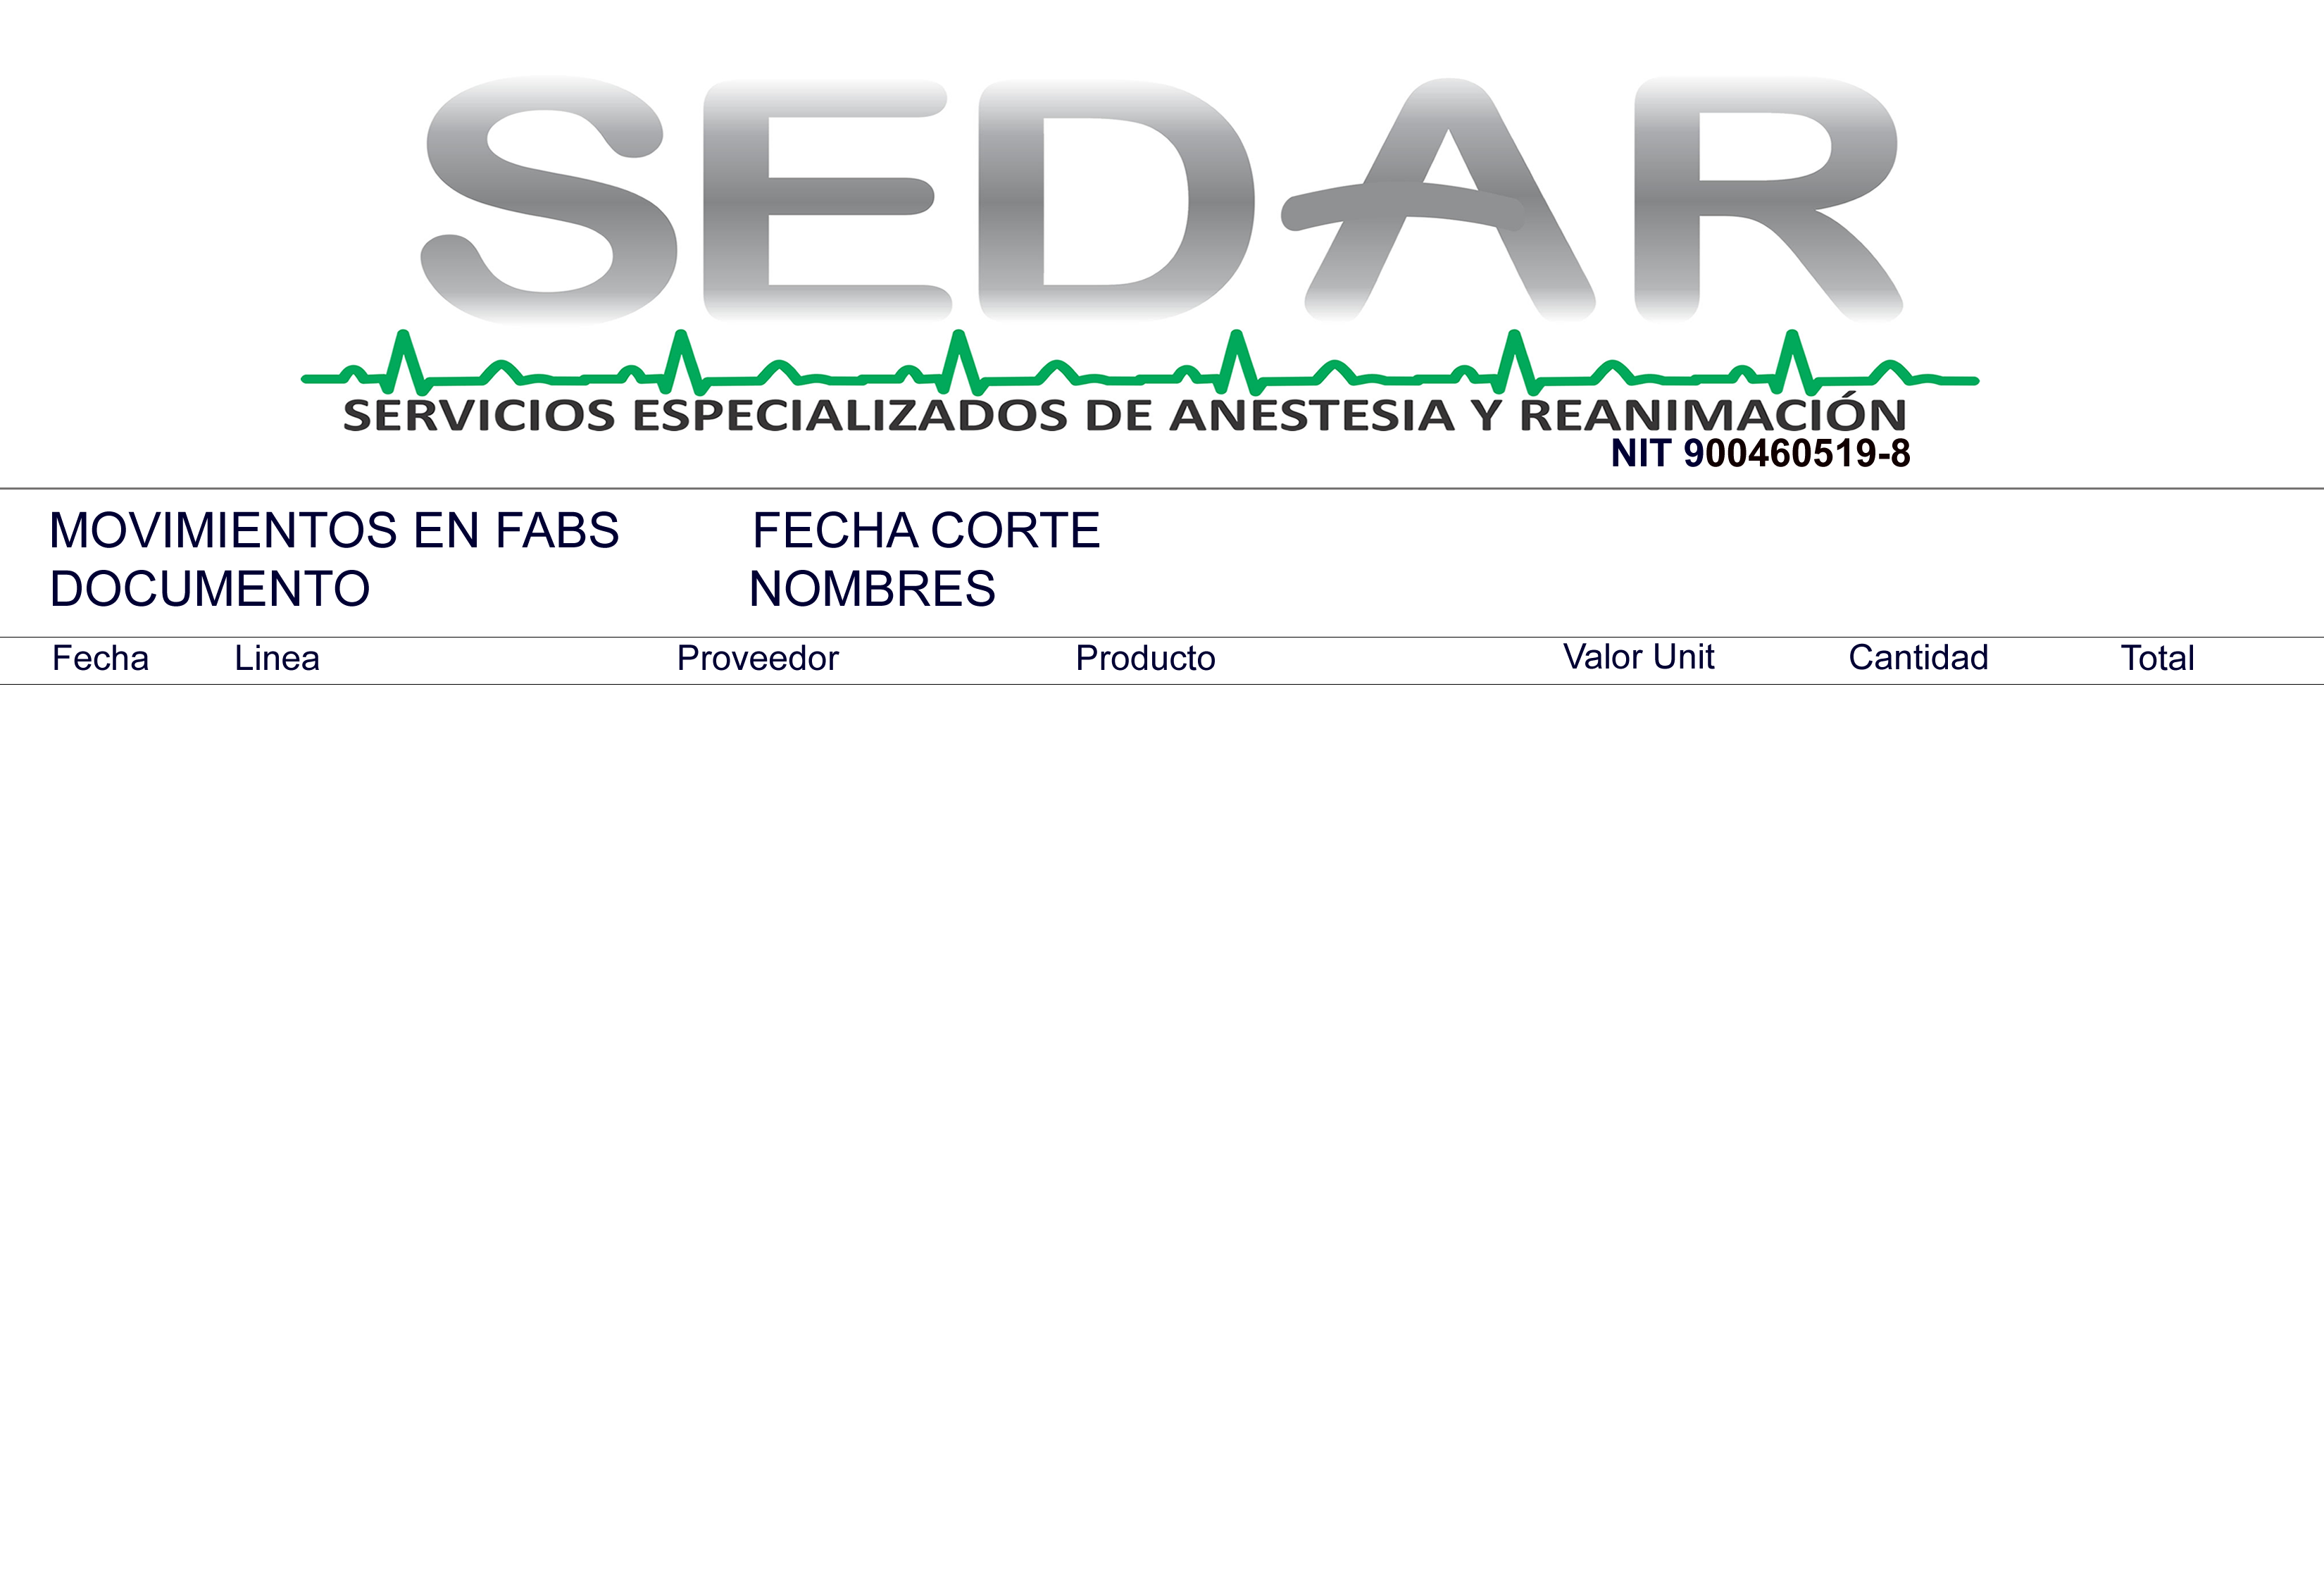 SEDAR
SERVICIOS ESPECIALIZADOS DE ANESTESIA Y REANIMACIÓN
NIT 900460519-8
MOVIMIENTOS EN FABS FECHA CORTE
DOCUMENTO NOMBRES
Fecha Linea Proveedor Producto Valor Unit Cantidad Total